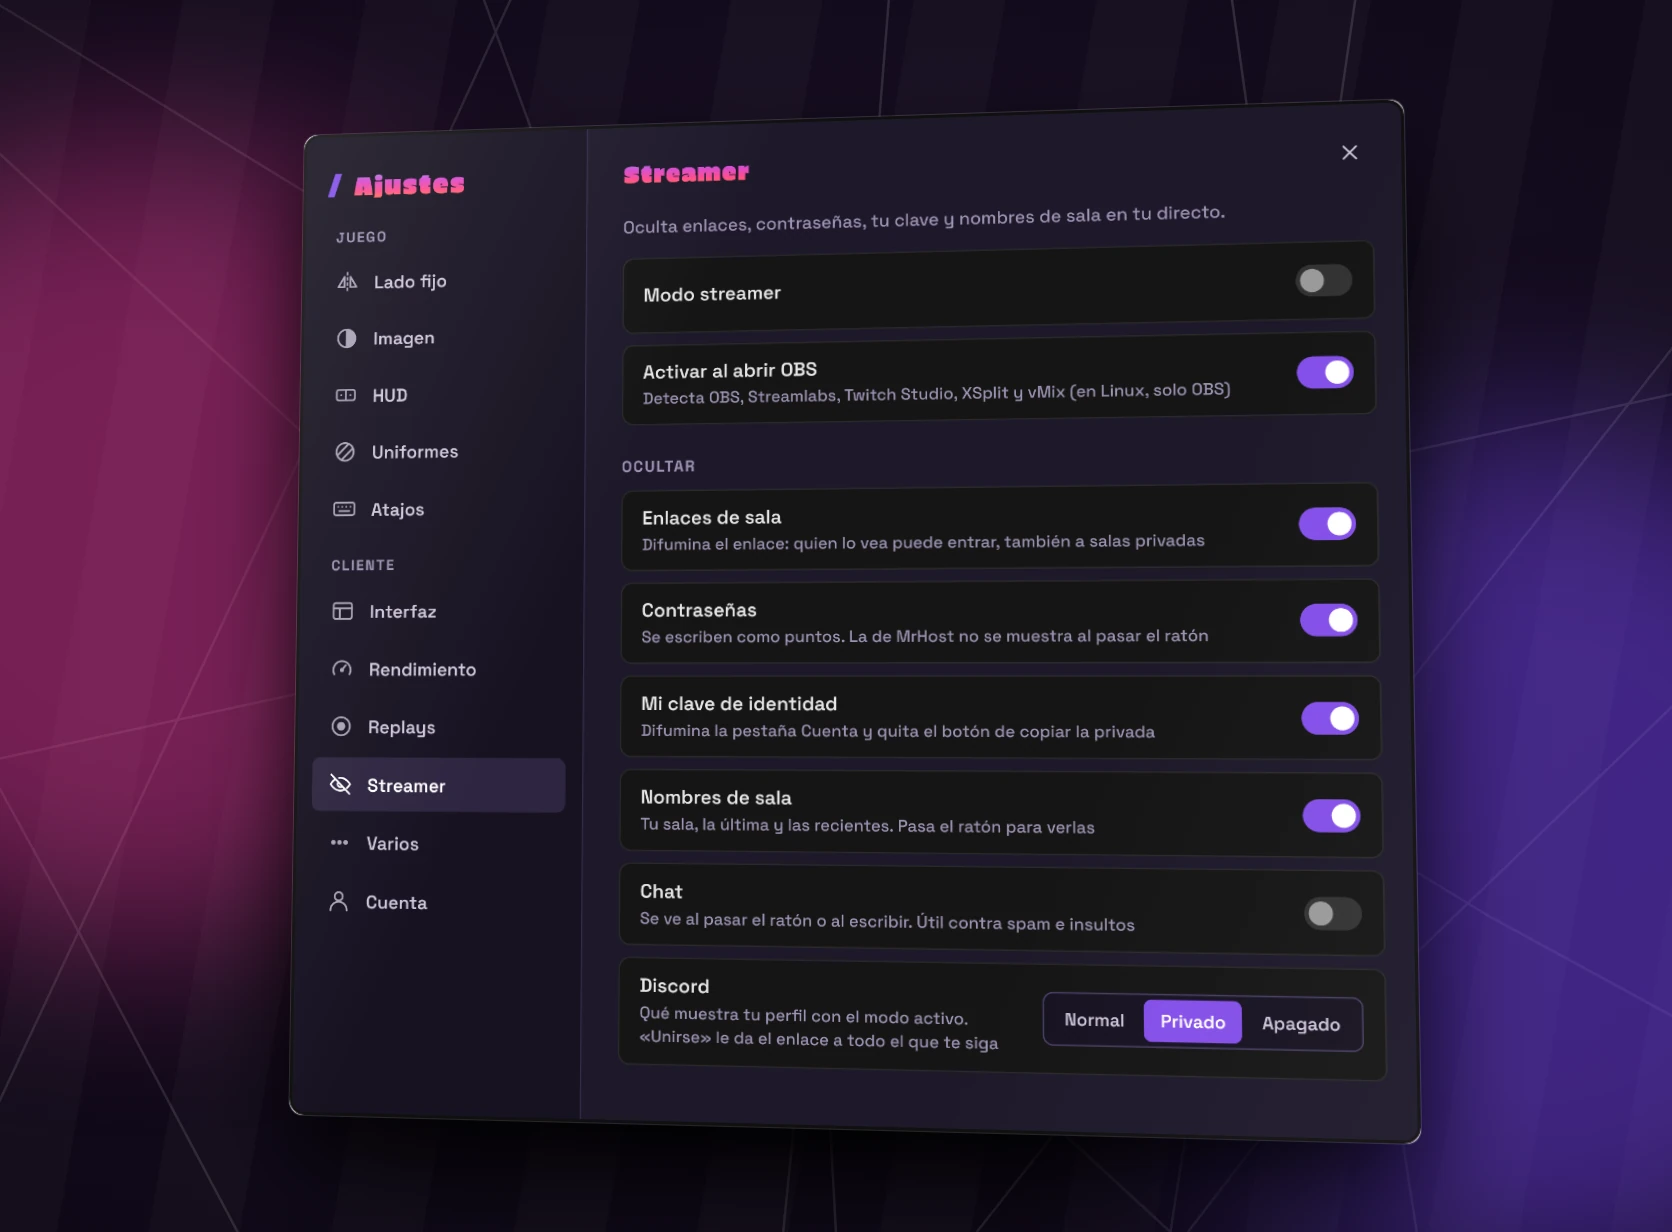 / Ajustes
JUEGO
Lado fijo
Imagen
HUD
Uniformes
Atajos
CLIENTE
Interfaz
Rendimiento
Replays
Streamer
Varios
Cuenta
Streamer
Oculta enlaces, contraseñas, tu clave y nombres de sala en tu directo.
Modo streamer
Activar al abrir OBS
Detecta OBS, Streamlabs, Twitch Studio, XSplit y vMix (en Linux, solo OBS)
OCULTAR
Enlaces de sala
Difumina el enlace: quien lo vea puede entrar, también a salas privadas
Contraseñas
Se escriben como puntos. La de MrHost no se muestra al pasar el ratón
Mi clave de identidad
Difumina la pestaña Cuenta y quita el botón de copiar la privada
Nombres de sala
Tu sala, la última y las recientes. Pasa el ratón para verlas
Chat
Se ve al pasar el ratón o al escribir. Útil contra spam e insultos
Discord
Qué muestra tu perfil con el modo activo.
«Unirse» le da el enlace a todo el que te siga
Normal Privado Apagado